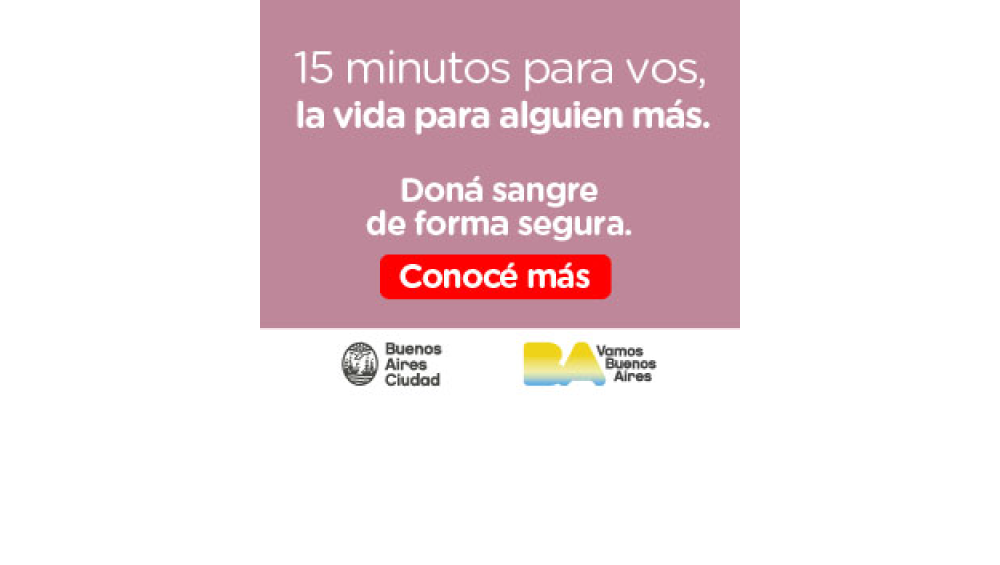 15 minutos para vos,
la vida para alguien más.
Doná sangre
de forma segura.
Conocé más
Buenos
Aires
Ciudad
BA
Vamos
Buenos
Aires